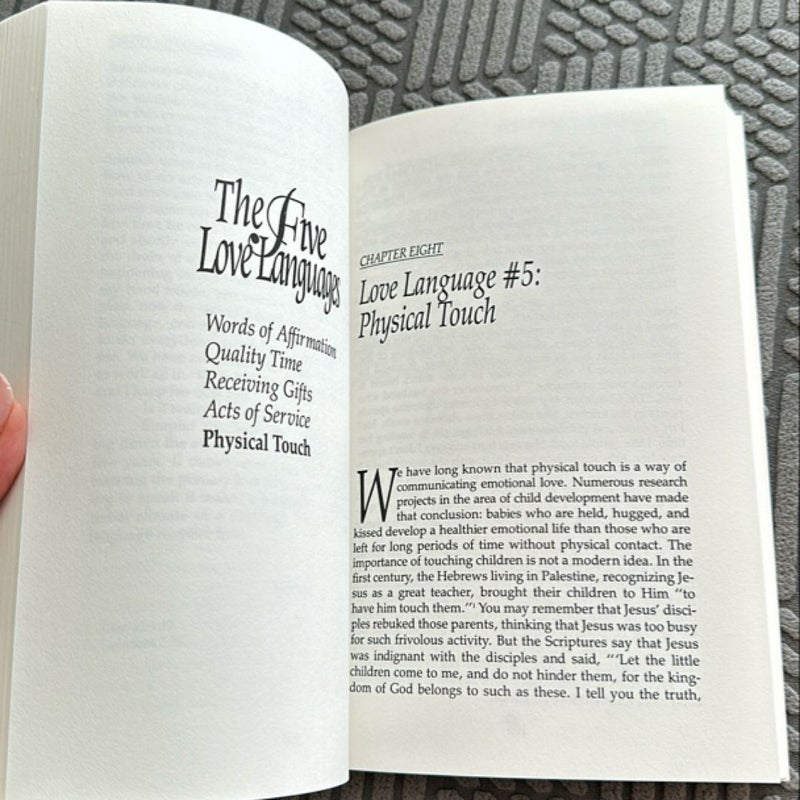 The Five
Love Languages
Words of Affirmation
Quality Time
Receiving Gifts
Acts of Service
Physical Touch
CHAPTER EIGHT
Love Language #5:
Physical Touch
We have long known that physical touch is a way of
communicating emotional love. Numerous research
projects in the area of child development have made
that conclusion: babies who are held, hugged, and
kissed develop a healthier emotional life than those who are
left for long periods of time without physical contact. The
importance of touching children is not a modern idea. In the
first century, the Hebrews living in Palestine, recognizing Je-
sus as a great teacher, brought their children to Him “to
have him touch them.”¹ You may remember that Jesus’ disci-
ples rebuked those parents, thinking that Jesus was too busy
for such frivolous activity. But the Scriptures say that Jesus
was indignant with the disciples and said, “‘Let the little
children come to me, and do not hinder them, for the king-
dom of God belongs to such as these. I tell you the truth,